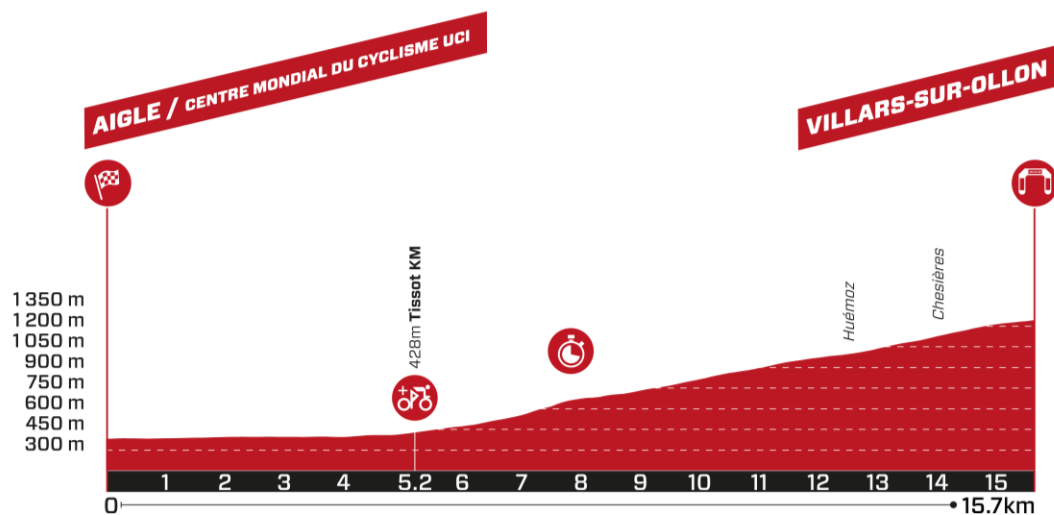 AIGLE / CENTRE MONDIAL DU CYCLISME UCI
VILLARS-SUR-OLLON
428m Tissot KM
Huémoz
Chesières
1 350 m
1 200 m
1 050 m
900 m
750 m
600 m
450 m
300 m
1 2 3 4 5.2 6 7 8 9 10 11 12 13 14 15
0 15.7km